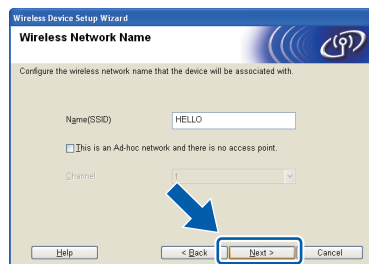 Wireless Device Setup Wizard
Wireless Network Name
Configure the wireless network name that the device will be associated with.
Name(SSID) HELLO
This is an Ad-hoc network and there is no access point.
Channel 1
Help < Back Next > Cancel